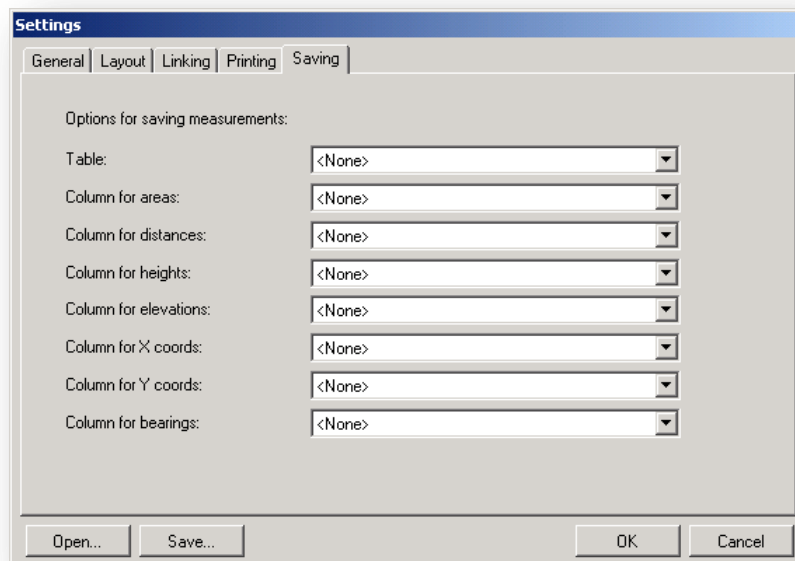 Settings
General Layout Linking Printing Saving
Options for saving measurements:
Table: <None>
Column for areas: <None>
Column for distances: <None>
Column for heights: <None>
Column for elevations: <None>
Column for X coords: <None>
Column for Y coords: <None>
Column for bearings: <None>
Open... Save... OK Cancel